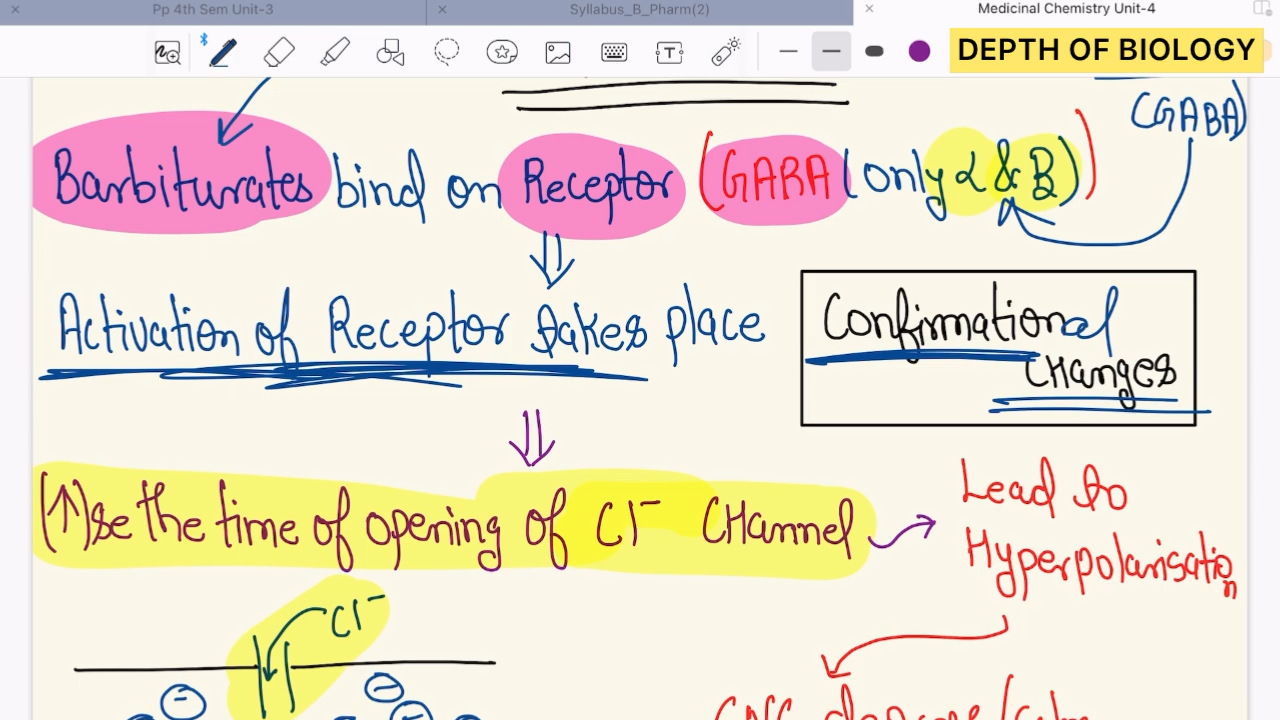 Pp 4th Sem Unit-3
Syllabus_B_Pharm(2)
Medicinal Chemistry Unit-4
DEPTH OF BIOLOGY
(GABA)
Barbiturates bind on Receptor (GABA (only α & β))
Activation of Receptor takes place
Confirmational
CHanges
(↑)se the time of opening of Cl⁻ CHannel
Lead to
Hyperpolarisation
Cl⁻